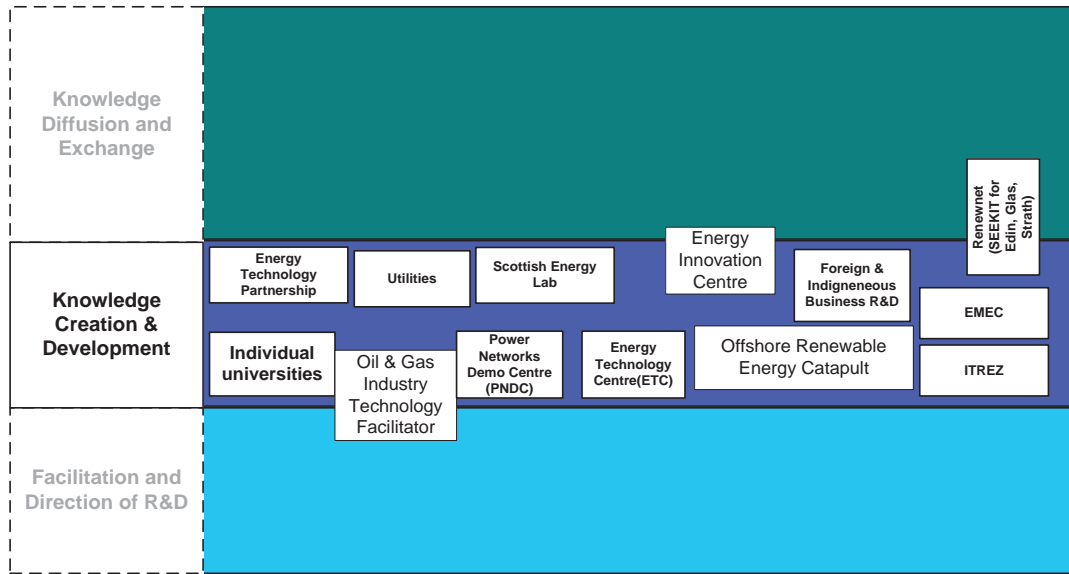 Knowledge
Diffusion and
Exchange
Renewnet
(SEEKIT for
Edin, Glas,
Strath)
Knowledge
Creation &
Development
Energy
Technology
Partnership
Utilities
Scottish Energy
Lab
Energy
Innovation
Centre
Foreign &
Indigneneous
Business R&D
EMEC
Individual
universities
Oil & Gas
Industry
Technology
Facilitator
Power
Networks
Demo Centre
(PNDC)
Energy
Technology
Centre(ETC)
Offshore Renewable
Energy Catapult
ITREZ
Facilitation and
Direction of R&D